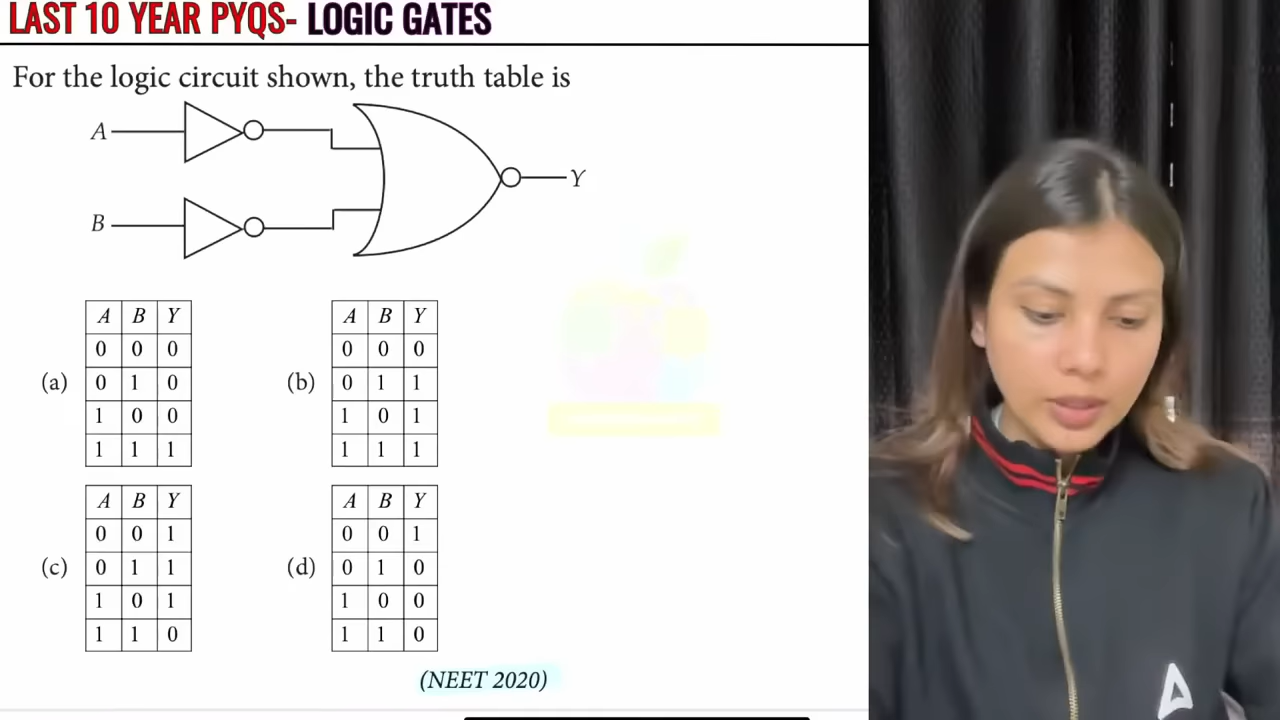 LAST 10 YEAR PYQS- LOGIC GATES
For the logic circuit shown, the truth table is
A
B
Y
(a)
A B Y
0 0 0
0 1 0
1 0 0
1 1 1
(b)
A B Y
0 0 0
0 1 1
1 0 1
1 1 1
(c)
A B Y
0 0 1
0 1 1
1 0 1
1 1 0
(d)
A B Y
0 0 1
0 1 0
1 0 0
1 1 0
(NEET 2020)